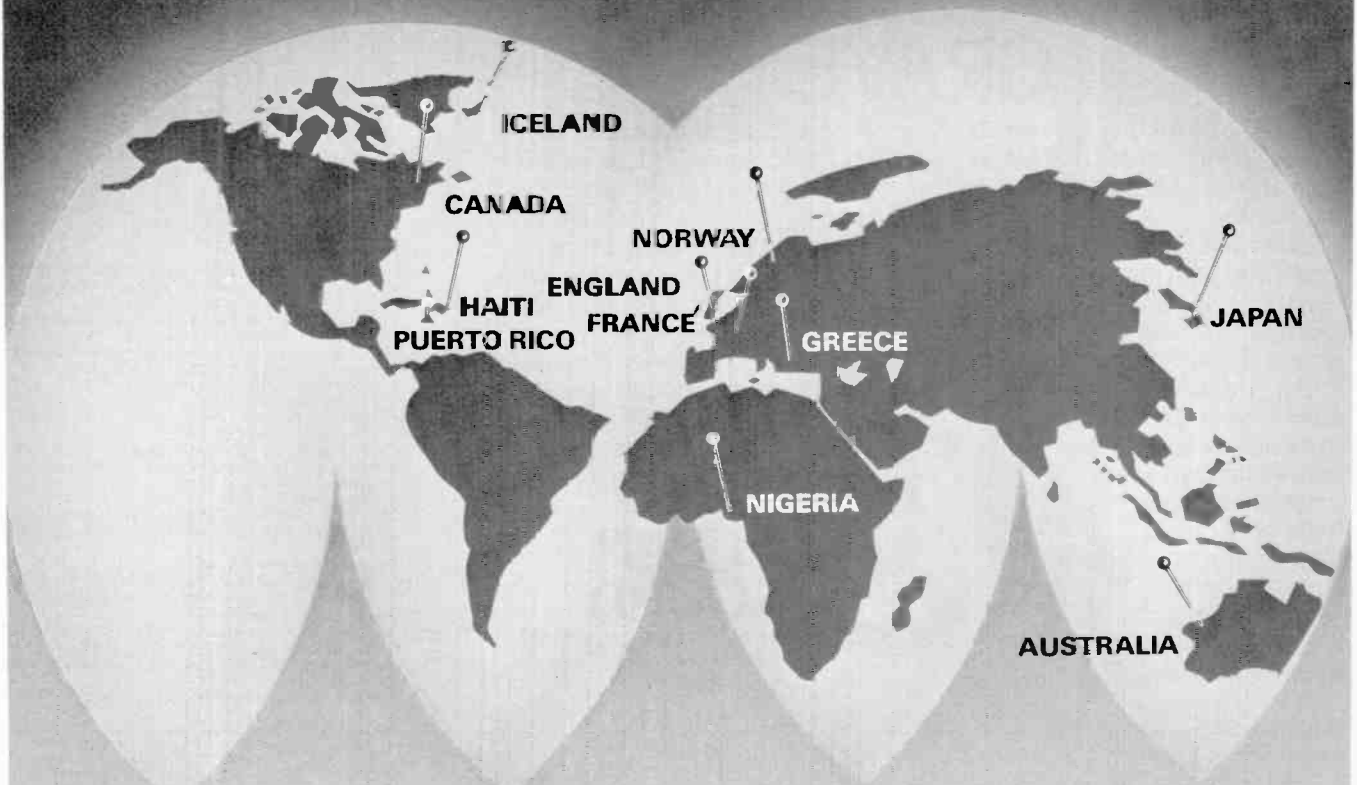 ICELAND
CANADA
NORWAY
ENGLAND
HAITI
FRANCE
JAPAN
PUERTO RICO
GREECE
NIGERIA
AUSTRALIA